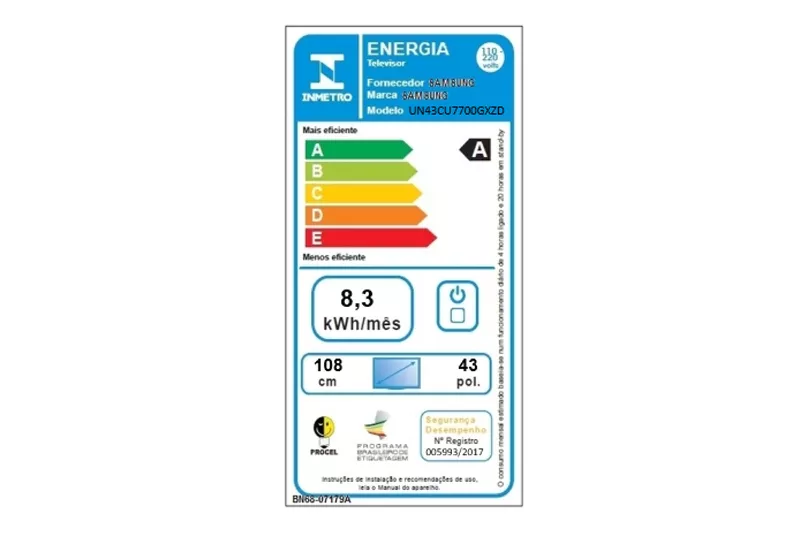 INMETRO
ENERGIA
Televisor
110 -
220
volts
Fornecedor SAMSUNG
Marca SAMSUNG
Modelo UN43CU7700GXZD
Mais eficiente
A
A
B
C
D
E
Menos eficiente
8,3
kWh/mês
108
cm
43
pol.
PROCEL
PROGRAMA
BRASILEIRO DE
ETIQUETAGEM
Segurança
Desempenho
Nº Registro
005993/2017
O consumo mensal estimado baseia-se num funcionamento diário de 4 horas ligado e 20 horas em stand-by
Instruções de instalação e recomendações de uso,
leia o Manual do aparelho.
BN68-07179A